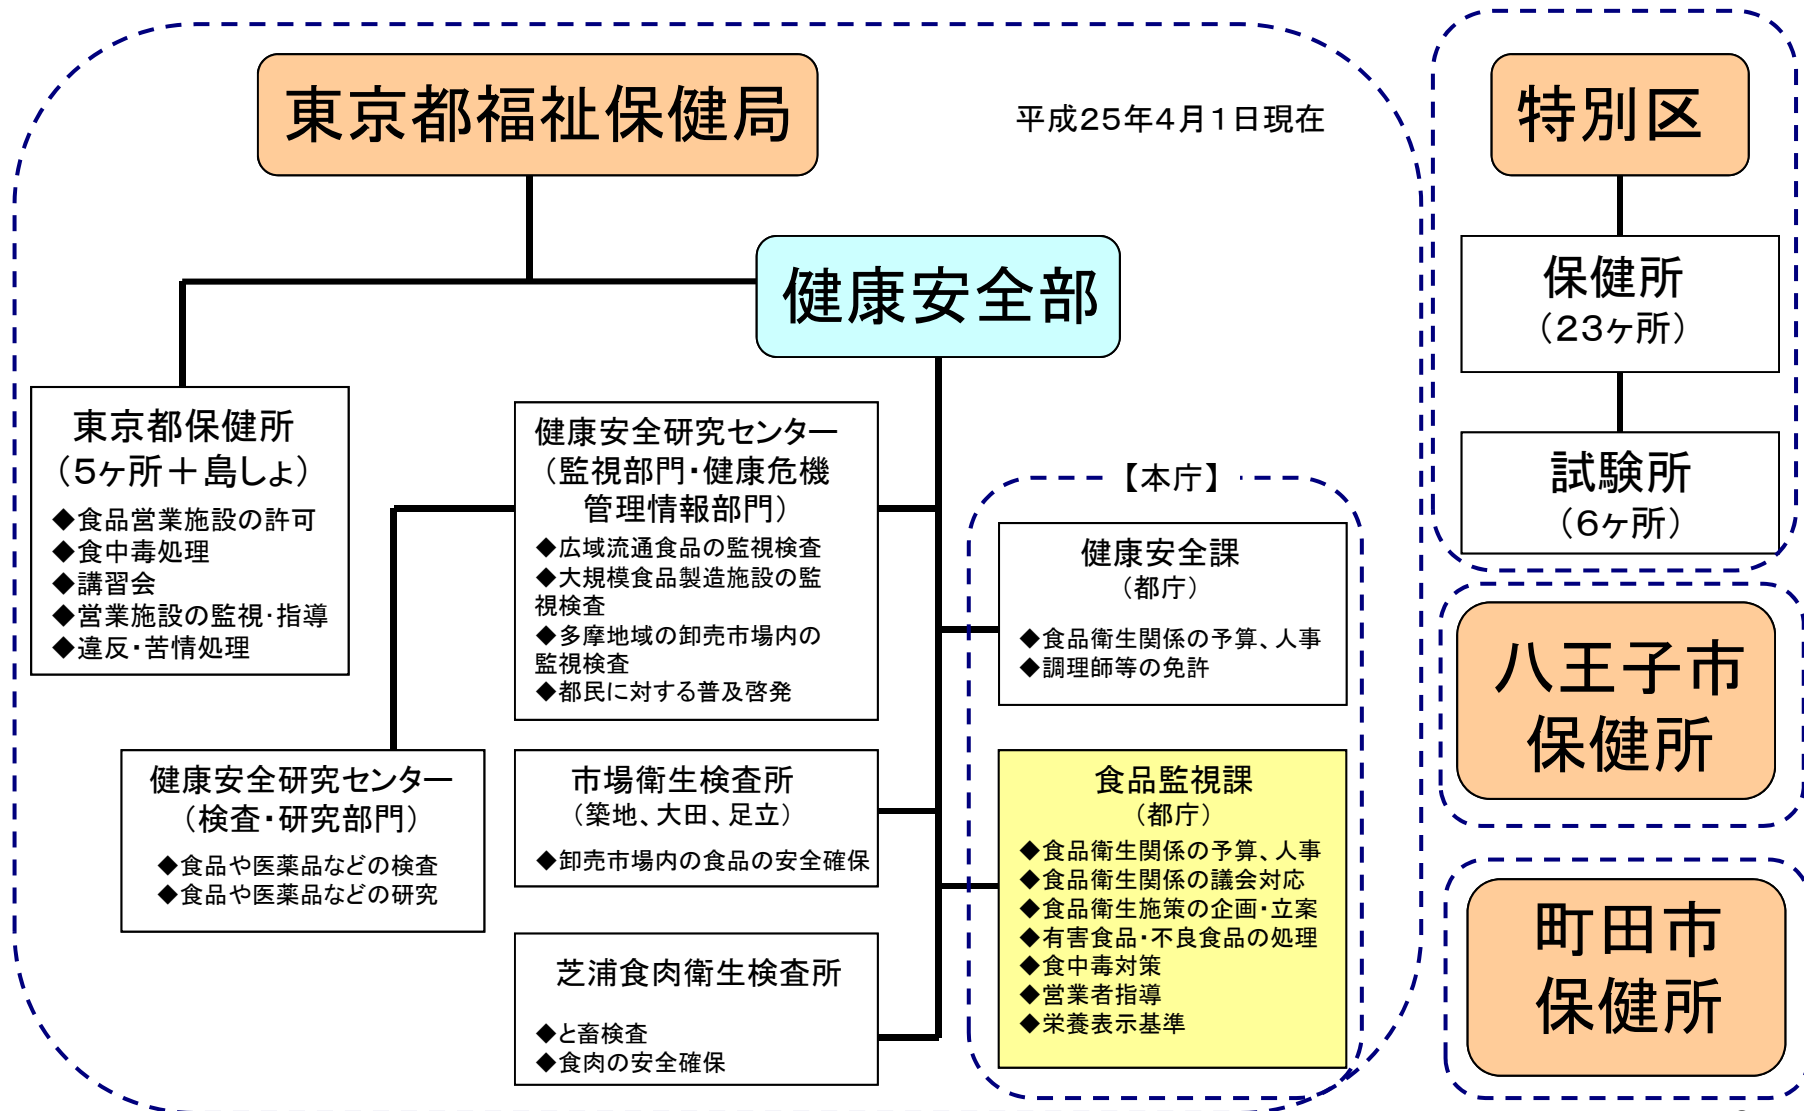 東京都福祉保健局
平成25年4月1日現在
健康安全部
東京都保健所
（5ヶ所＋島しょ）
◆食品営業施設の許可
◆食中毒処理
◆講習会
◆営業施設の監視・指導
◆違反・苦情処理
健康安全研究センター
（監視部門・健康危機
管理情報部門）
◆広域流通食品の監視検査
◆大規模食品製造施設の監
視検査
◆多摩地域の卸売市場内の
監視検査
◆都民に対する普及啓発
健康安全研究センター
（検査・研究部門）
◆食品や医薬品などの検査
◆食品や医薬品などの研究
市場衛生検査所
（築地、大田、足立）
◆卸売市場内の食品の安全確保
芝浦食肉衛生検査所
◆と畜検査
◆食肉の安全確保
【本庁】
健康安全課
（都庁）
◆食品衛生関係の予算、人事
◆調理師等の免許
食品監視課
（都庁）
◆食品衛生関係の予算、人事
◆食品衛生関係の議会対応
◆食品衛生施策の企画・立案
◆有害食品・不良食品の処理
◆食中毒対策
◆営業者指導
◆栄養表示基準
特別区
保健所
（23ヶ所）
試験所
（6ヶ所）
八王子市
保健所
町田市
保健所